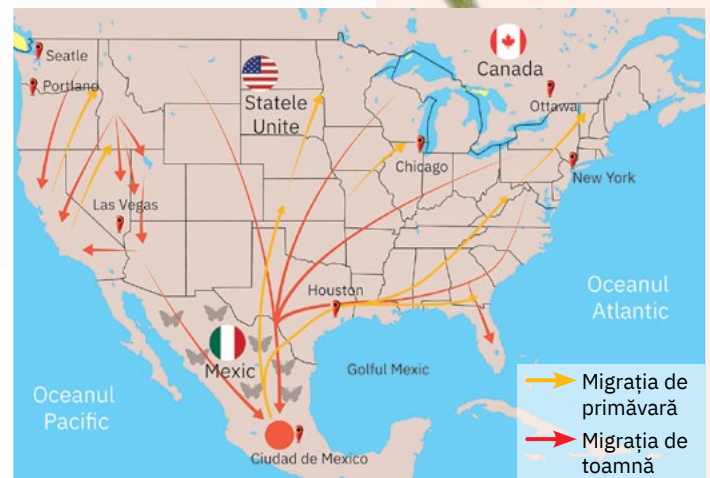 Seatle
Portland
Statele
Unite
Canada
Ottawa
Chicago
New York
Las Vegas
Houston
Oceanul
Atlantic
Mexic
Golful Mexic
Oceanul
Pacific
Ciudad de Mexico
Migrația de
primăvară
Migrația de
toamnă